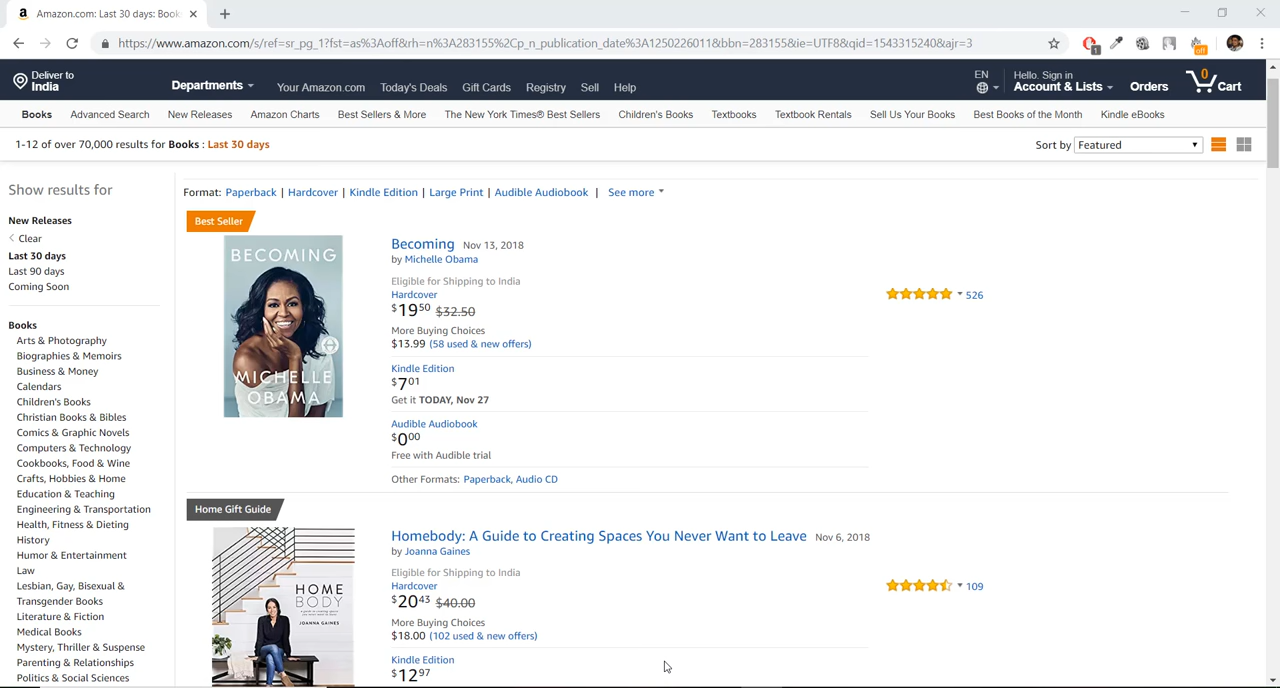 Amazon.com: Last 30 days: Book
https://www.amazon.com/s/ref=sr_pg_1?fst=as%3Aoff&rh=n%3A283155%2Cp_n_publication_date%3A1250226011&bbn=283155&ie=UTF8&qid=1543315240&ajr=3
1
off
Deliver to
India
Departments
Your Amazon.com
Today's Deals
Gift Cards
Registry
Sell
Help
EN
Hello. Sign in
Account & Lists
Orders
0
Cart
Books
Advanced Search
New Releases
Amazon Charts
Best Sellers & More
The New York Times® Best Sellers
Children's Books
Textbooks
Textbook Rentals
Sell Us Your Books
Best Books of the Month
Kindle eBooks
1-12 of over 70,000 results for Books : Last 30 days
Sort by Featured
Show results for
New Releases
Clear
Last 30 days
Last 90 days
Coming Soon
Books
Arts & Photography
Biographies & Memoirs
Business & Money
Calendars
Children's Books
Christian Books & Bibles
Comics & Graphic Novels
Computers & Technology
Cookbooks, Food & Wine
Crafts, Hobbies & Home
Education & Teaching
Engineering & Transportation
Health, Fitness & Dieting
History
Humor & Entertainment
Law
Lesbian, Gay, Bisexual &
Transgender Books
Literature & Fiction
Medical Books
Mystery, Thriller & Suspense
Parenting & Relationships
Politics & Social Sciences
Format: Paperback | Hardcover | Kindle Edition | Large Print | Audible Audiobook | See more
Best Seller
BECOMING
MICHELLE
OBAMA
Becoming Nov 13, 2018
by Michelle Obama
Eligible for Shipping to India
Hardcover
$19 50 $32.50
More Buying Choices
$13.99 (58 used & new offers)
Kindle Edition
$7 01
Get it TODAY, Nov 27
Audible Audiobook
$0 00
Free with Audible trial
Other Formats: Paperback, Audio CD
526
Home Gift Guide
HOME
BODY
JOANNA GAINES
Homebody: A Guide to Creating Spaces You Never Want to Leave Nov 6, 2018
by Joanna Gaines
Eligible for Shipping to India
Hardcover
$20 43 $40.00
More Buying Choices
$18.00 (102 used & new offers)
Kindle Edition
$12 97
109